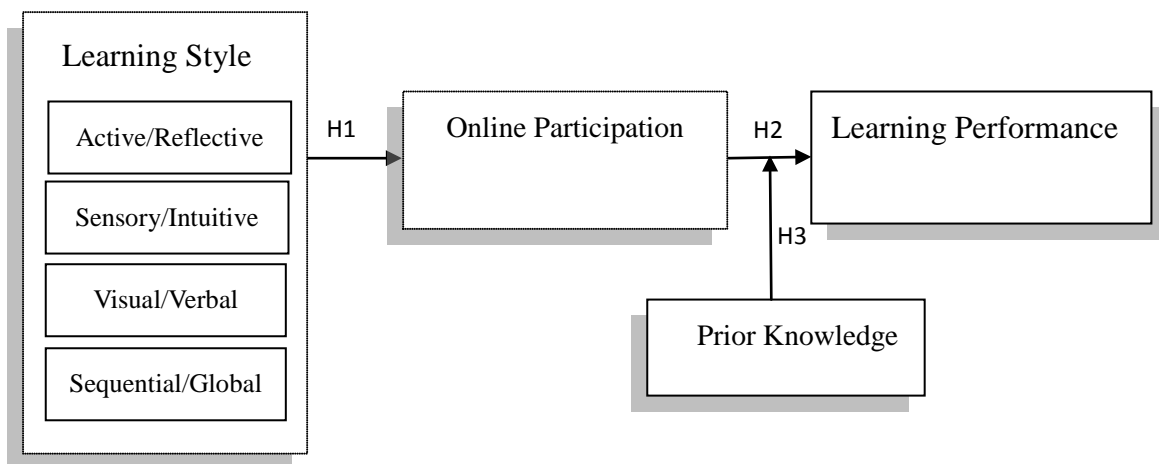 Learning Style
Active/Reflective
Sensory/Intuitive
Visual/Verbal
Sequential/Global
H1
Online Participation
H2
Learning Performance
H3
Prior Knowledge